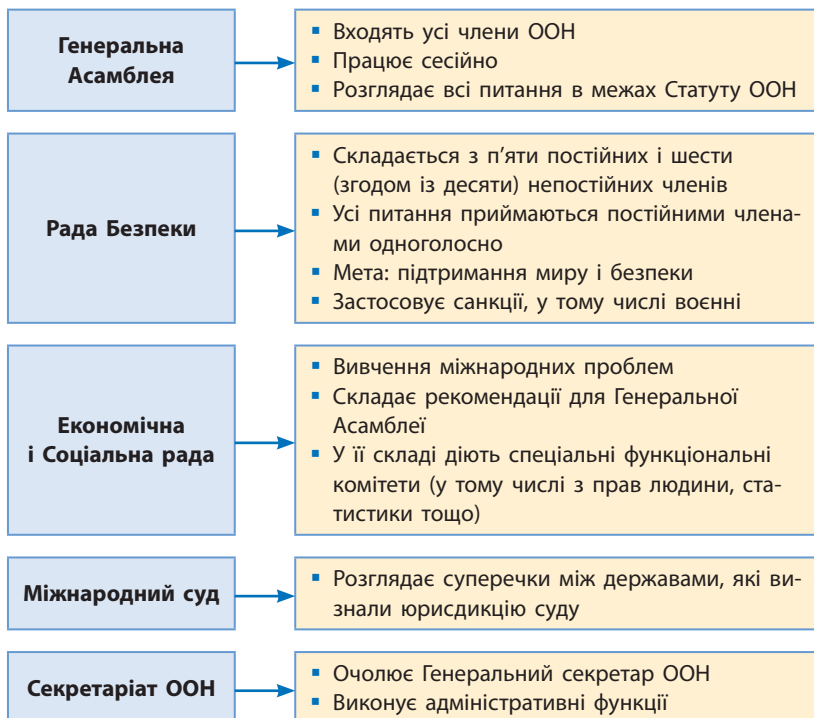 Генеральна
Асамблея
▪ Входять усі члени ООН
▪ Працює сесійно
▪ Розглядає всі питання в межах Статуту ООН
Рада Безпеки
▪ Складається з п’яти постійних і шести
(згодом із десяти) непостійних членів
▪ Усі питання приймаються постійними члена-
ми одноголосно
▪ Мета: підтримання миру і безпеки
▪ Застосовує санкції, у тому числі воєнні
Економічна
і Соціальна рада
▪ Вивчення міжнародних проблем
▪ Складає рекомендації для Генеральної
Асамблеї
▪ У її складі діють спеціальні функціональні
комітети (у тому числі з прав людини, ста-
тистики тощо)
Міжнародний суд
▪ Розглядає суперечки між державами, які ви-
знали юрисдикцію суду
Секретаріат ООН
▪ Очолює Генеральний секретар ООН
▪ Виконує адміністративні функції